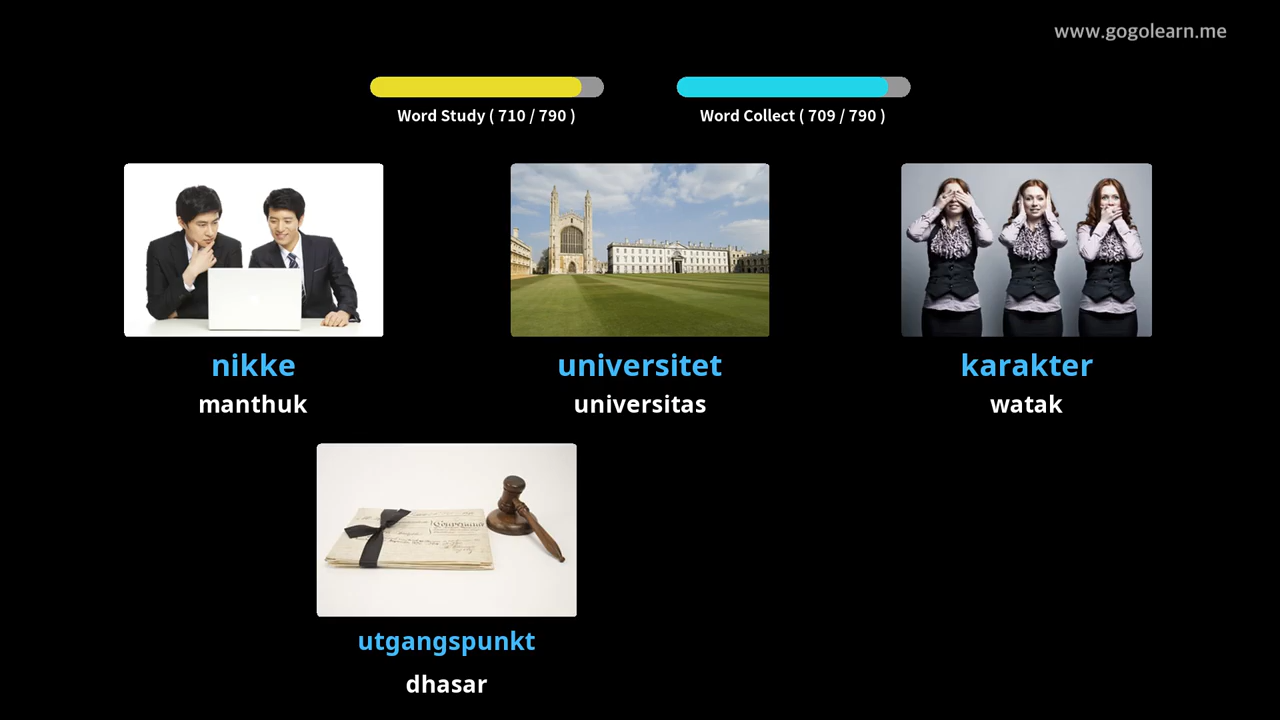 www.gogolearn.me
Word Study ( 710 / 790 )
Word Collect ( 709 / 790 )
nikke
manthuk
universitet
universitas
karakter
watak
utgangspunkt
dhasar